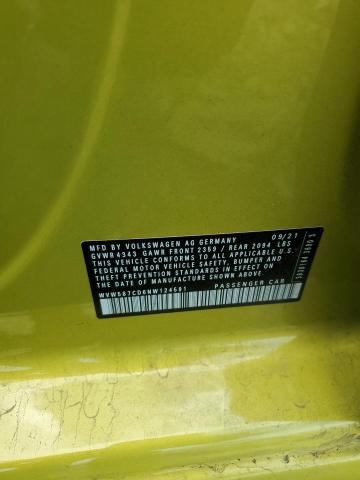 MFD BY VOLKSWAGEN AG GERMANY 09/21
GVWR 4343 GAWR FRONT 2359 / REAR 2094 LBS
THIS VEHICLE CONFORMS TO ALL APPLICABLE U.S.
FEDERAL MOTOR VEHICLE SAFETY, BUMPER AND
THEFT PREVENTION STANDARDS IN EFFECT ON THE
DATE OF MANUFACTURE SHOWN ABOVE.
WVW587CD6NW124591 PASSENGER CAR